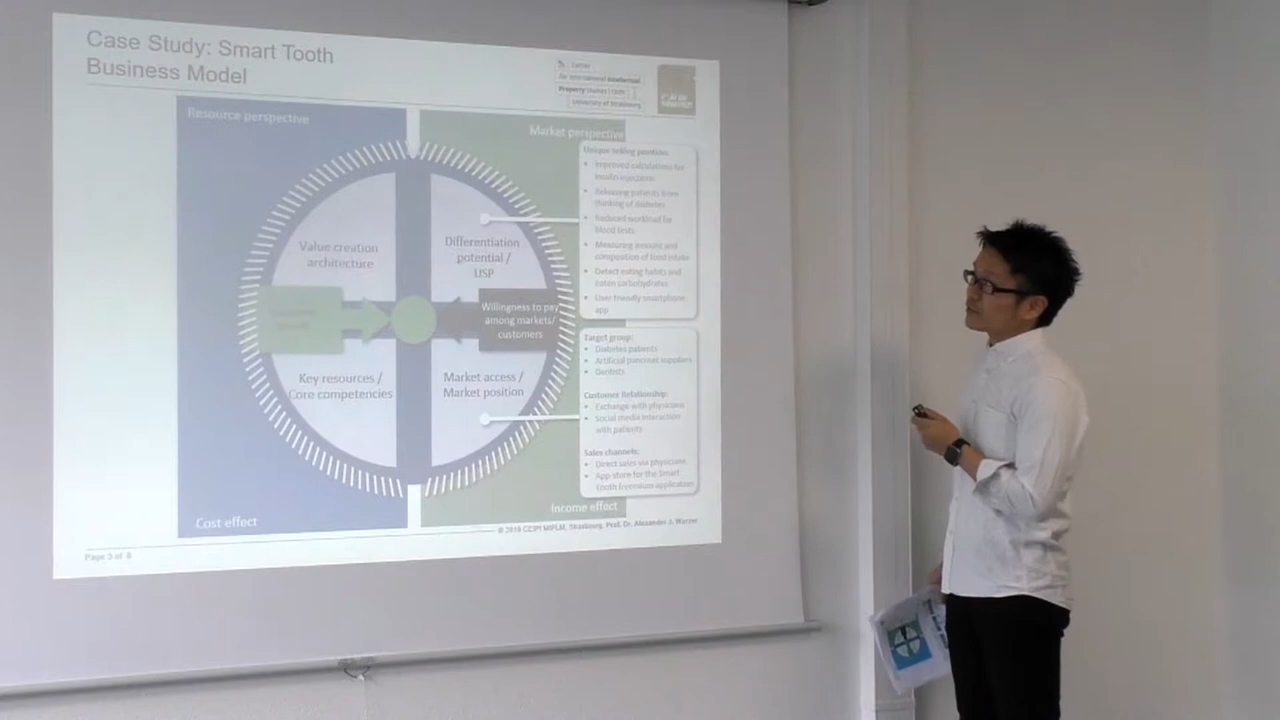 Case Study: Smart Tooth
Business Model
Center
for International Intellectual
Property Studies | CEIPI
University of Strasbourg
Resource perspective
Market perspective
Value creation
architecture
Differentiation
potential /
USP
Willingness to pay
among markets/
customers
Key resources /
Core competencies
Market access /
Market position
Unique selling position:
• Improved calculations for
insulin injections
• Releasing patients from
thinking of diabetes
• Reduced workload for
blood tests
• Measuring amount and
composition of food intake
• Detect eating habits and
eaten carbohydrates
• User friendly smartphone
app
Target group:
• Diabetes patients
• Artificial pancreas suppliers
• Dentists
Customer Relationship:
• Exchange with physicians
• Social media interaction
with patients
Sales channels:
• Direct sales via physicians
• App store for the Smart
Tooth freemium application
Cost effect
Income effect
© 2018 CEIPI MIPLM, Strasbourg, Prof. Dr. Alexander J. Wurzer
Page 3 of 8